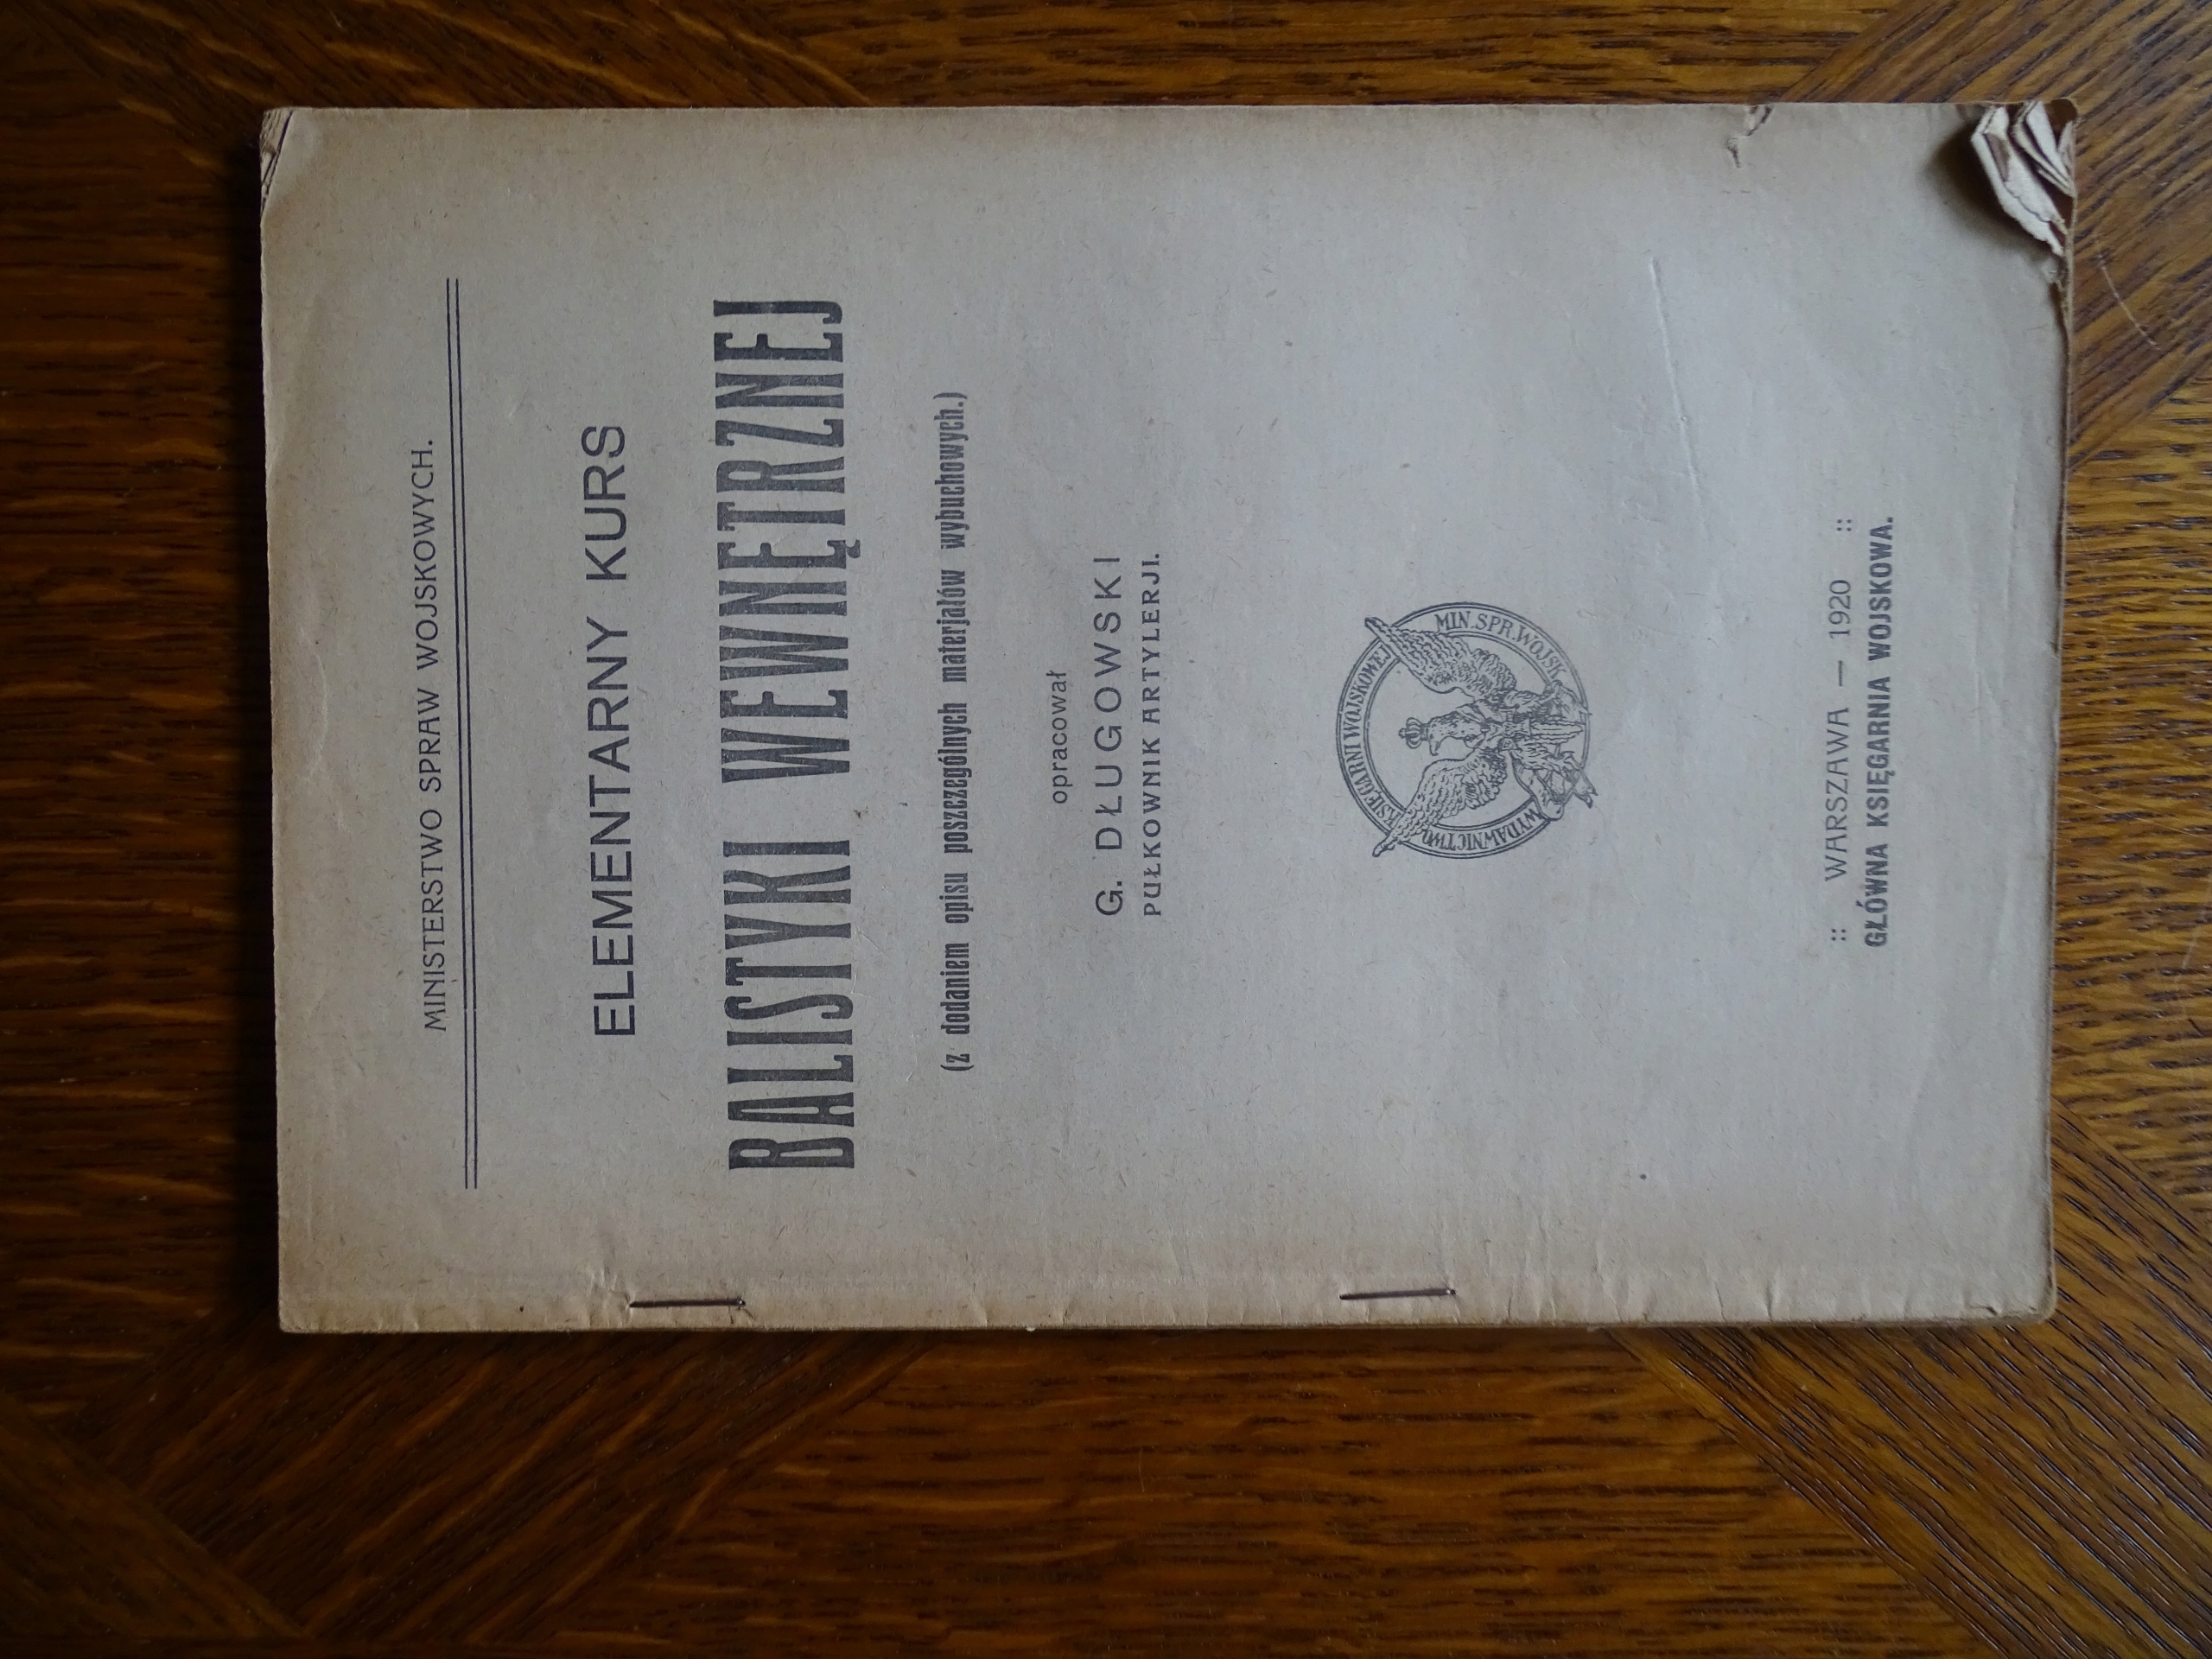 MINISTERSTWO SPRAW WOJSKOWYCH.
ELEMENTARNY KURS
BALISTYKI WEWNĘTRZNEJ
(z dodaniem opisu poszczególnych materjałów wybuchowych.)
opracował
G. DŁUGOWSKI
PUŁKOWNIK ARTYLERJI.
WYDAWNICTWO KSIĘGARNI WOJSKOWEJ MIN. SPR. WOJSK
:: WARSZAWA — 1920 ::
GŁÓWNA KSIĘGARNIA WOJSKOWA.